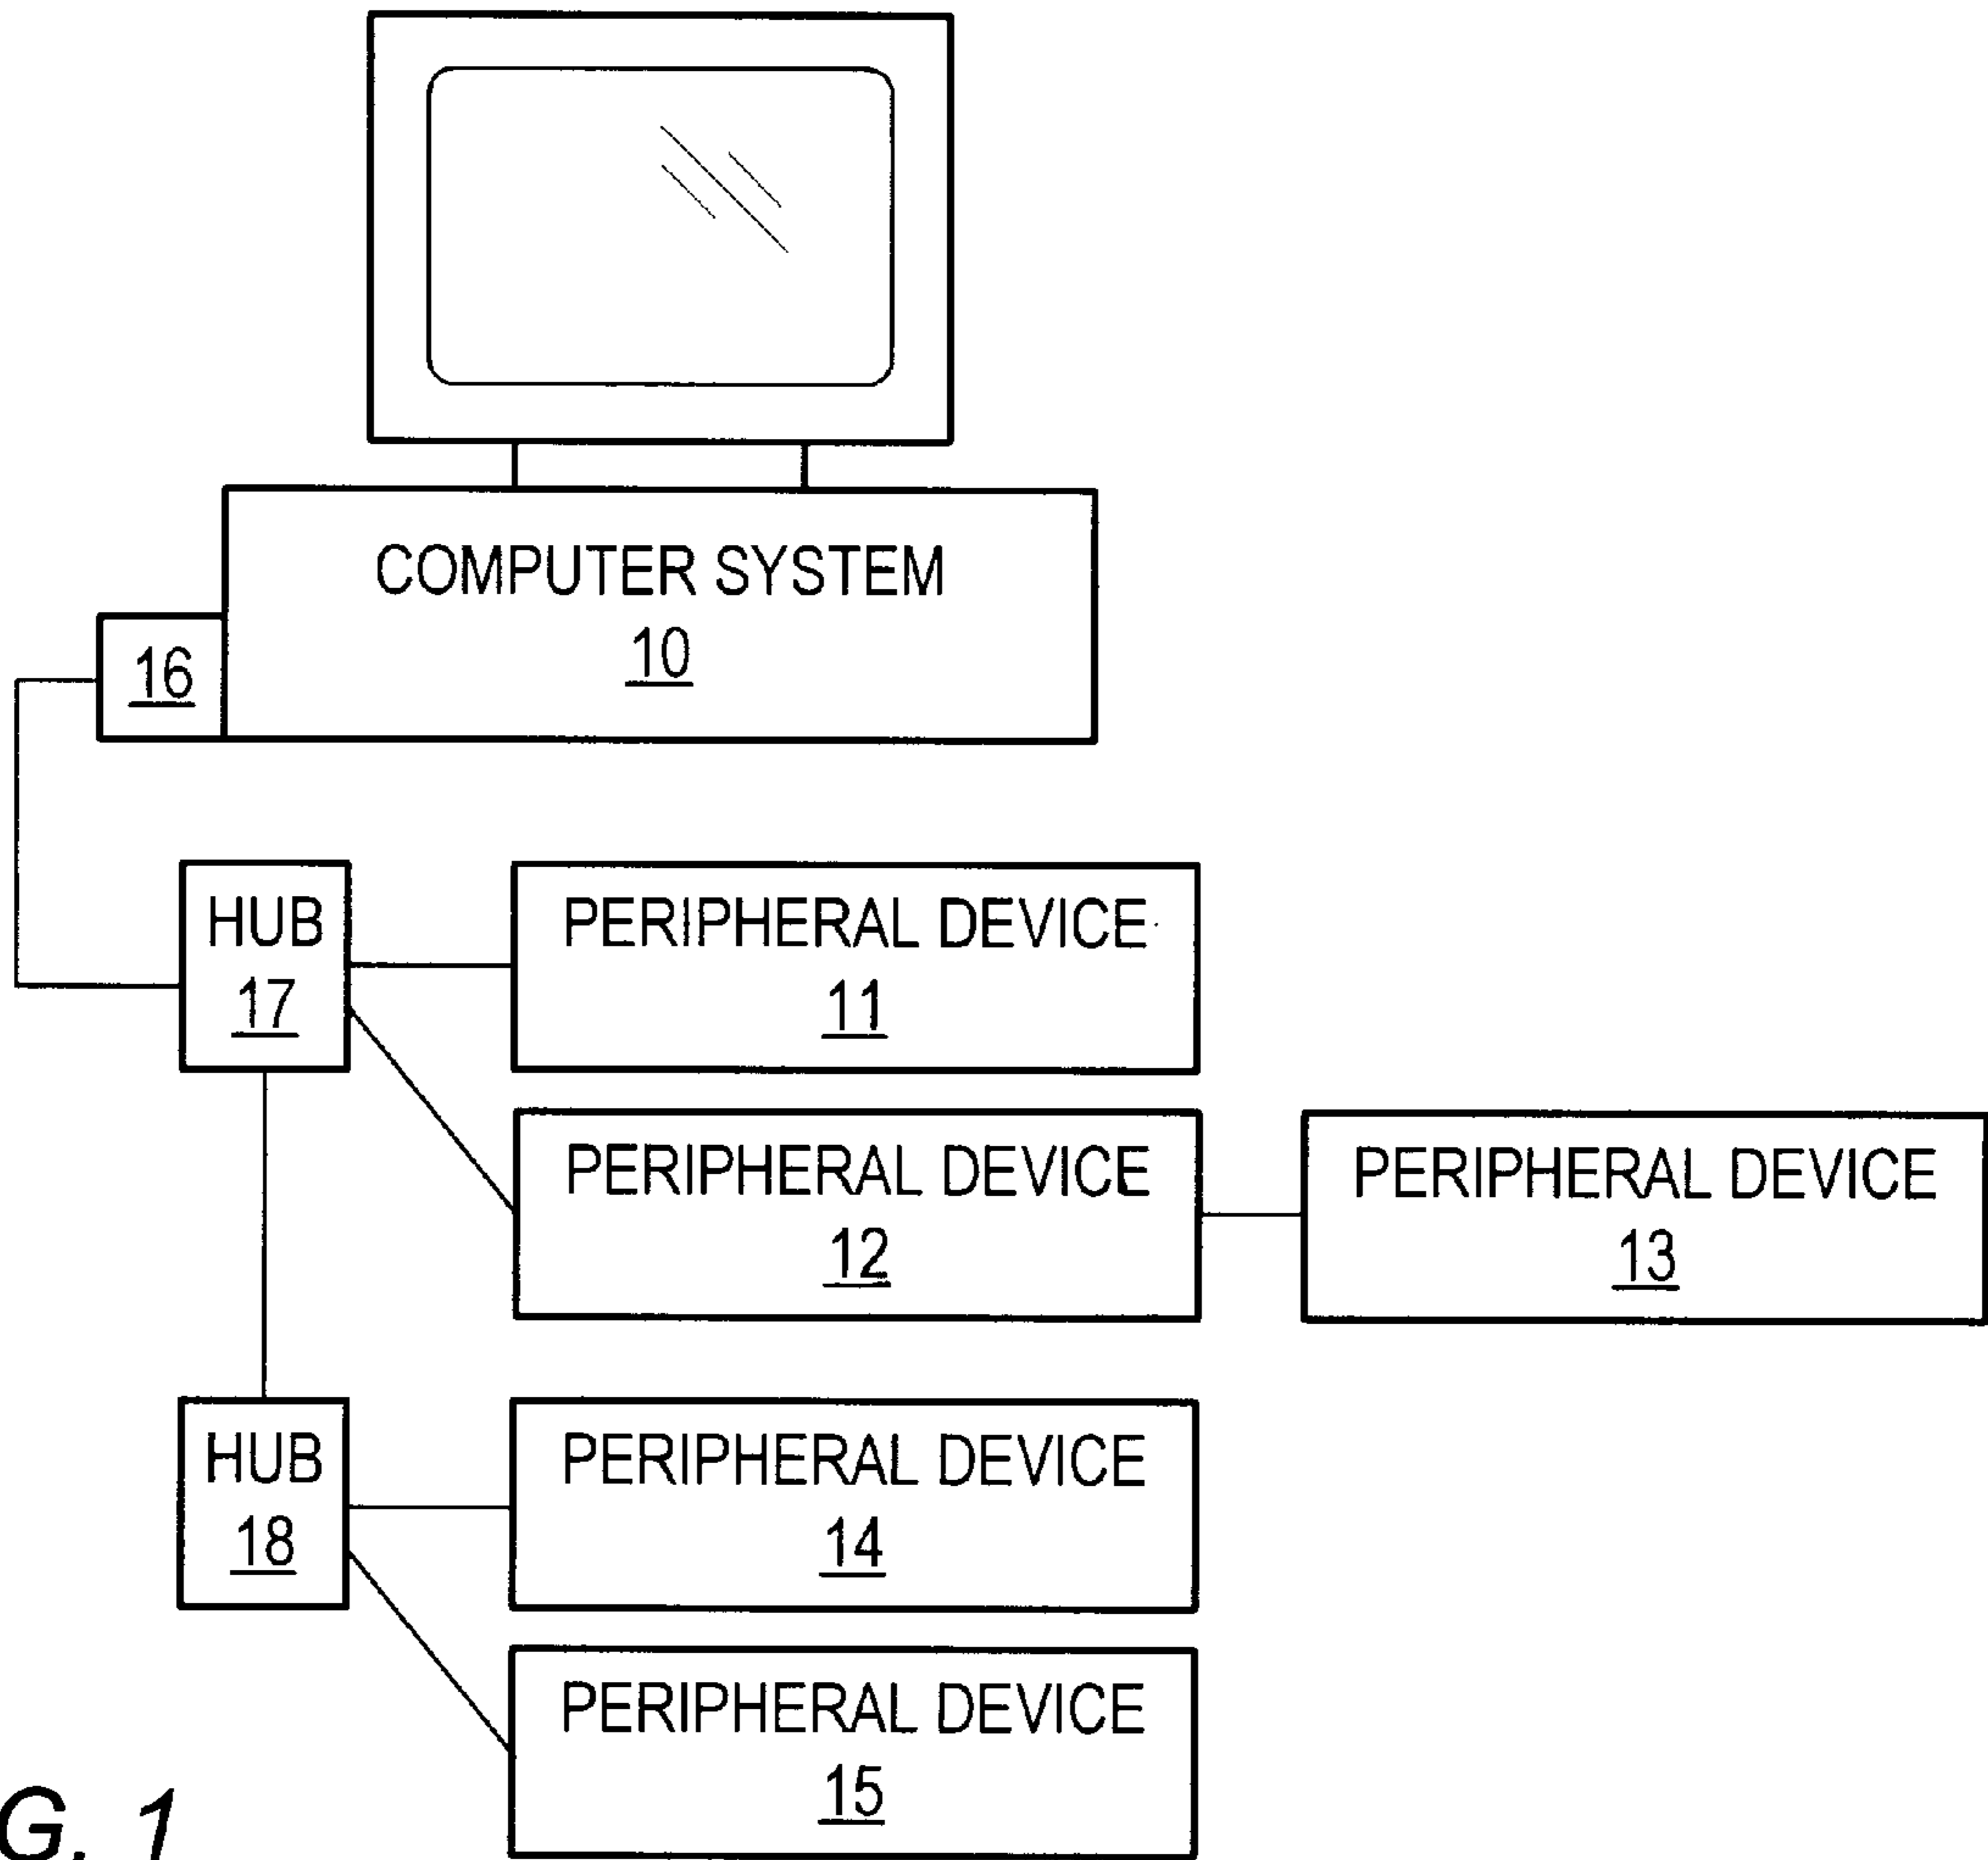 COMPUTER SYSTEM
10
16
HUB
17
PERIPHERAL DEVICE
11
PERIPHERAL DEVICE
12
PERIPHERAL DEVICE
13
HUB
18
PERIPHERAL DEVICE
14
PERIPHERAL DEVICE
15
G. 1